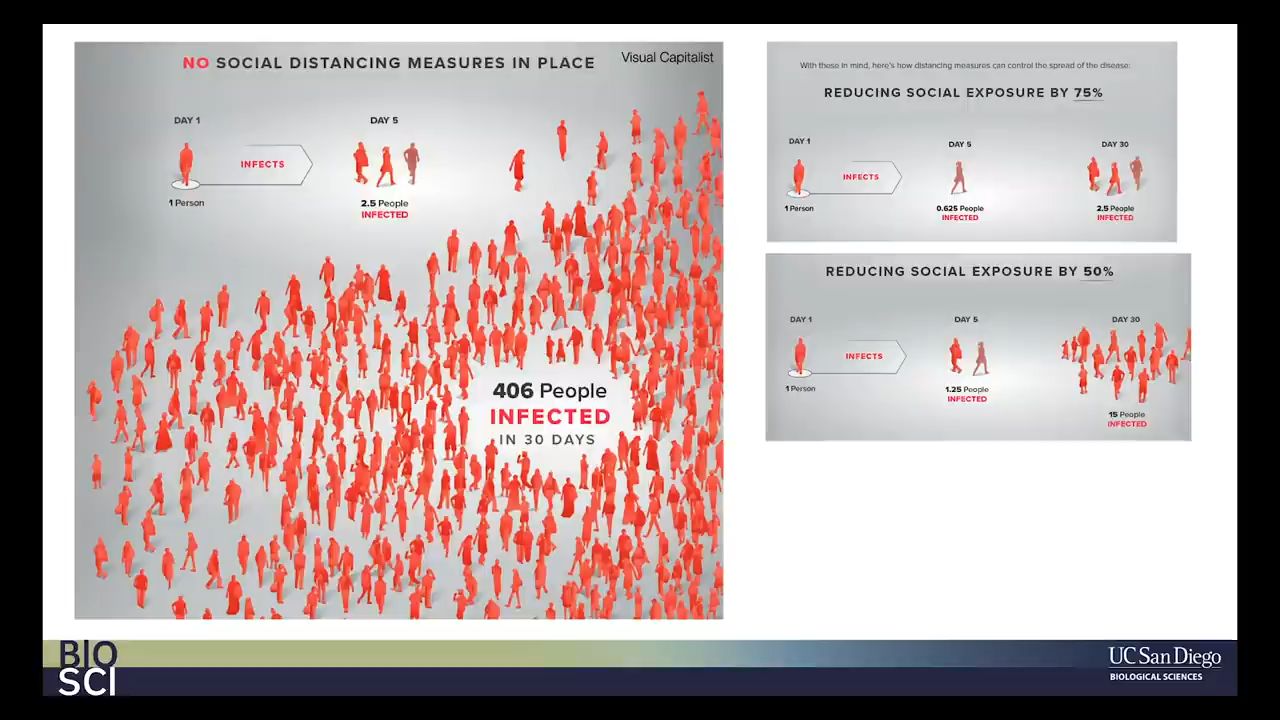 NO SOCIAL DISTANCING MEASURES IN PLACE
Visual Capitalist
DAY 1
DAY 5
INFECTS
1 Person
2.5 People
INFECTED
406 People
INFECTED
IN 30 DAYS
With these in mind, here's how distancing measures can control the spread of the disease:
REDUCING SOCIAL EXPOSURE BY 75%
DAY 1
DAY 5
DAY 30
INFECTS
1 Person
0.625 People
INFECTED
2.5 People
INFECTED
REDUCING SOCIAL EXPOSURE BY 50%
DAY 1
DAY 5
DAY 30
INFECTS
1 Person
1.25 People
INFECTED
15 People
INFECTED
BIO
SCI
UC San Diego
BIOLOGICAL SCIENCES